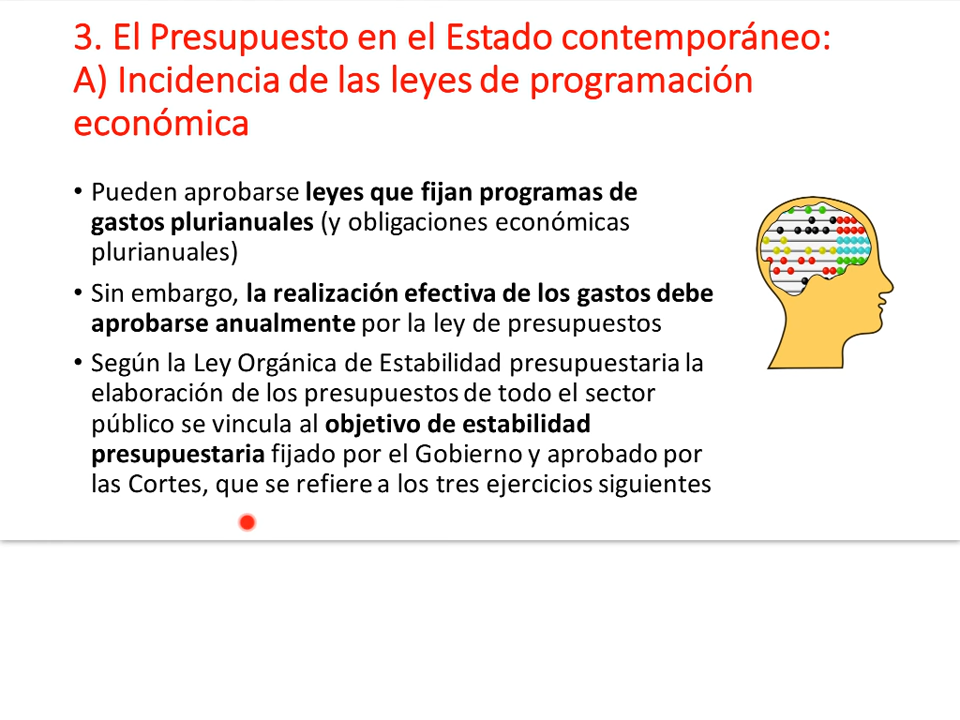 3. El Presupuesto en el Estado contemporáneo:
A) Incidencia de las leyes de programación
económica
• Pueden aprobarse leyes que fijan programas de
gastos plurianuales (y obligaciones económicas
plurianuales)
• Sin embargo, la realización efectiva de los gastos debe
aprobarse anualmente por la ley de presupuestos
• Según la Ley Orgánica de Estabilidad presupuestaria la
elaboración de los presupuestos de todo el sector
público se vincula al objetivo de estabilidad
presupuestaria fijado por el Gobierno y aprobado por
las Cortes, que se refiere a los tres ejercicios siguientes